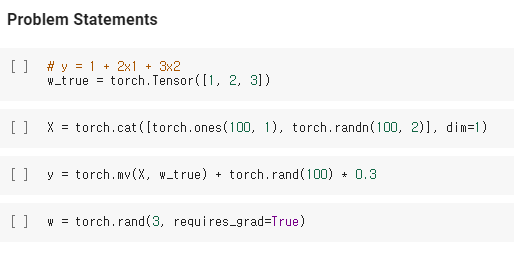 Problem Statements
[ ] # y = 1 + 2x1 + 3x2
w_true = torch.Tensor([1, 2, 3])
[ ] X = torch.cat([torch.ones(100, 1), torch.randn(100, 2)], dim=1)
[ ] y = torch.mv(X, w_true) + torch.rand(100) * 0.3
[ ] w = torch.rand(3, requires_grad=True)